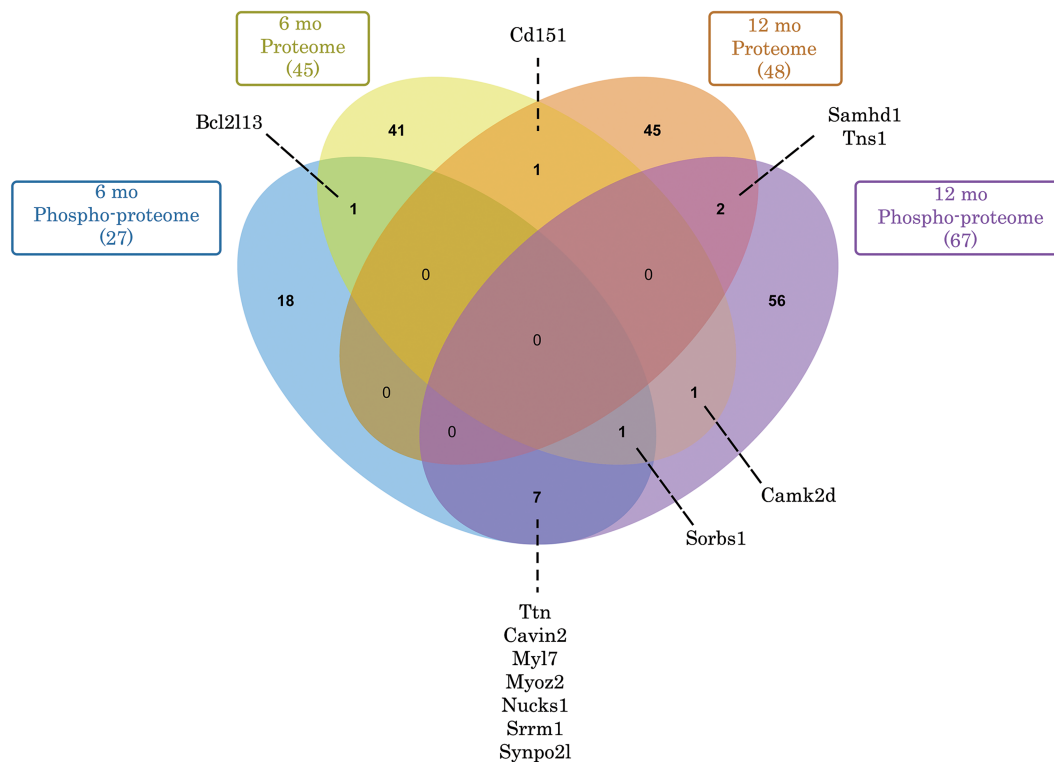 6 mo
Proteome
(45)
Cd151
12 mo
Proteome
(48)
Bcl2l13
41
45
Samhd1
Tns1
1
6 mo
Phospho-proteome
(27)
1
2
12 mo
Phospho-proteome
(67)
0
0
18
56
0
0
1
0
1
Camk2d
7
Sorbs1
Ttn
Cavin2
Myl7
Myoz2
Nucks1
Srrm1
Synpo2l